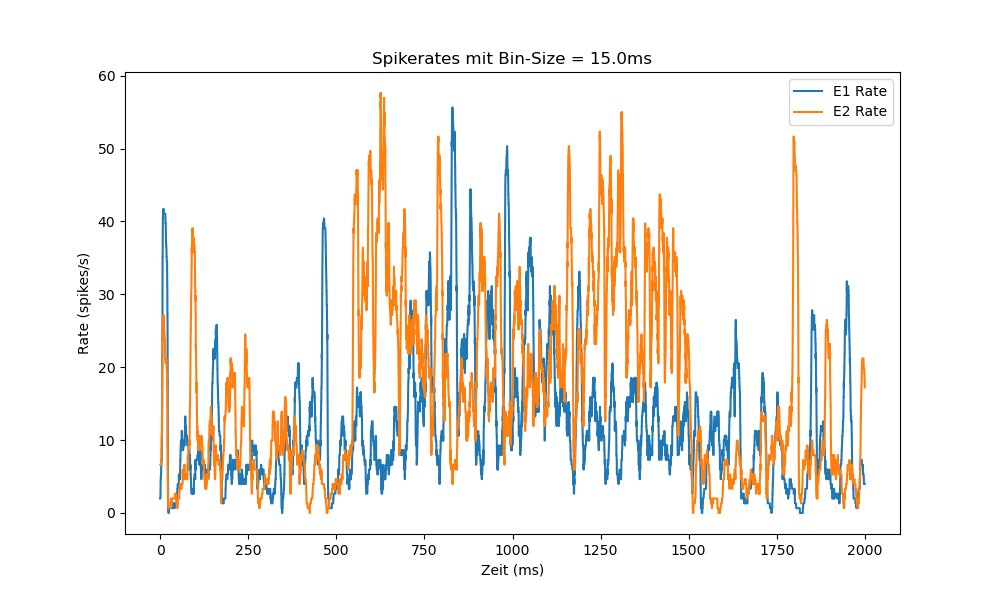 Spikerates mit Bin-Size = 15.0ms
E1 Rate
E2 Rate
Rate (spikes/s)
60
50
40
30
20
10
0
0 250 500 750 1000 1250 1500 1750 2000
Zeit (ms)